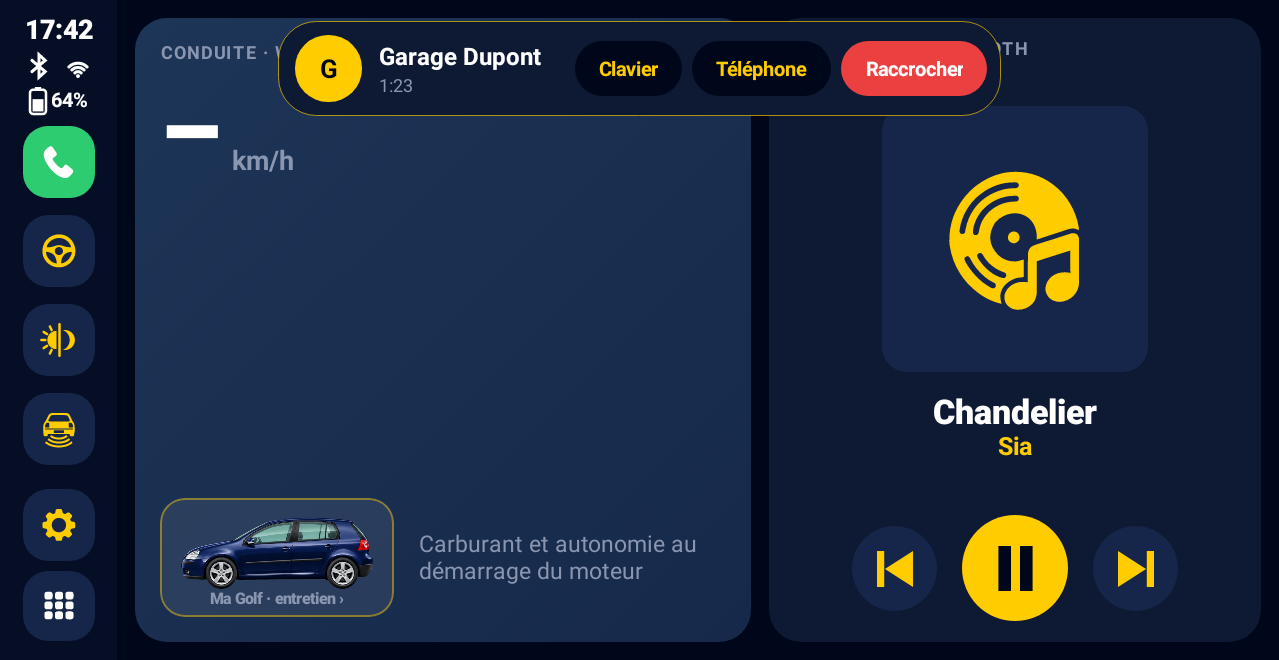 17:42
64%
CONDUITE ·
Garage Dupont
1:23
G
Clavier
Téléphone
Raccrocher
km/h
Chandelier
Sia
Carburant et autonomie au
démarrage du moteur
Ma Golf · entretien ›